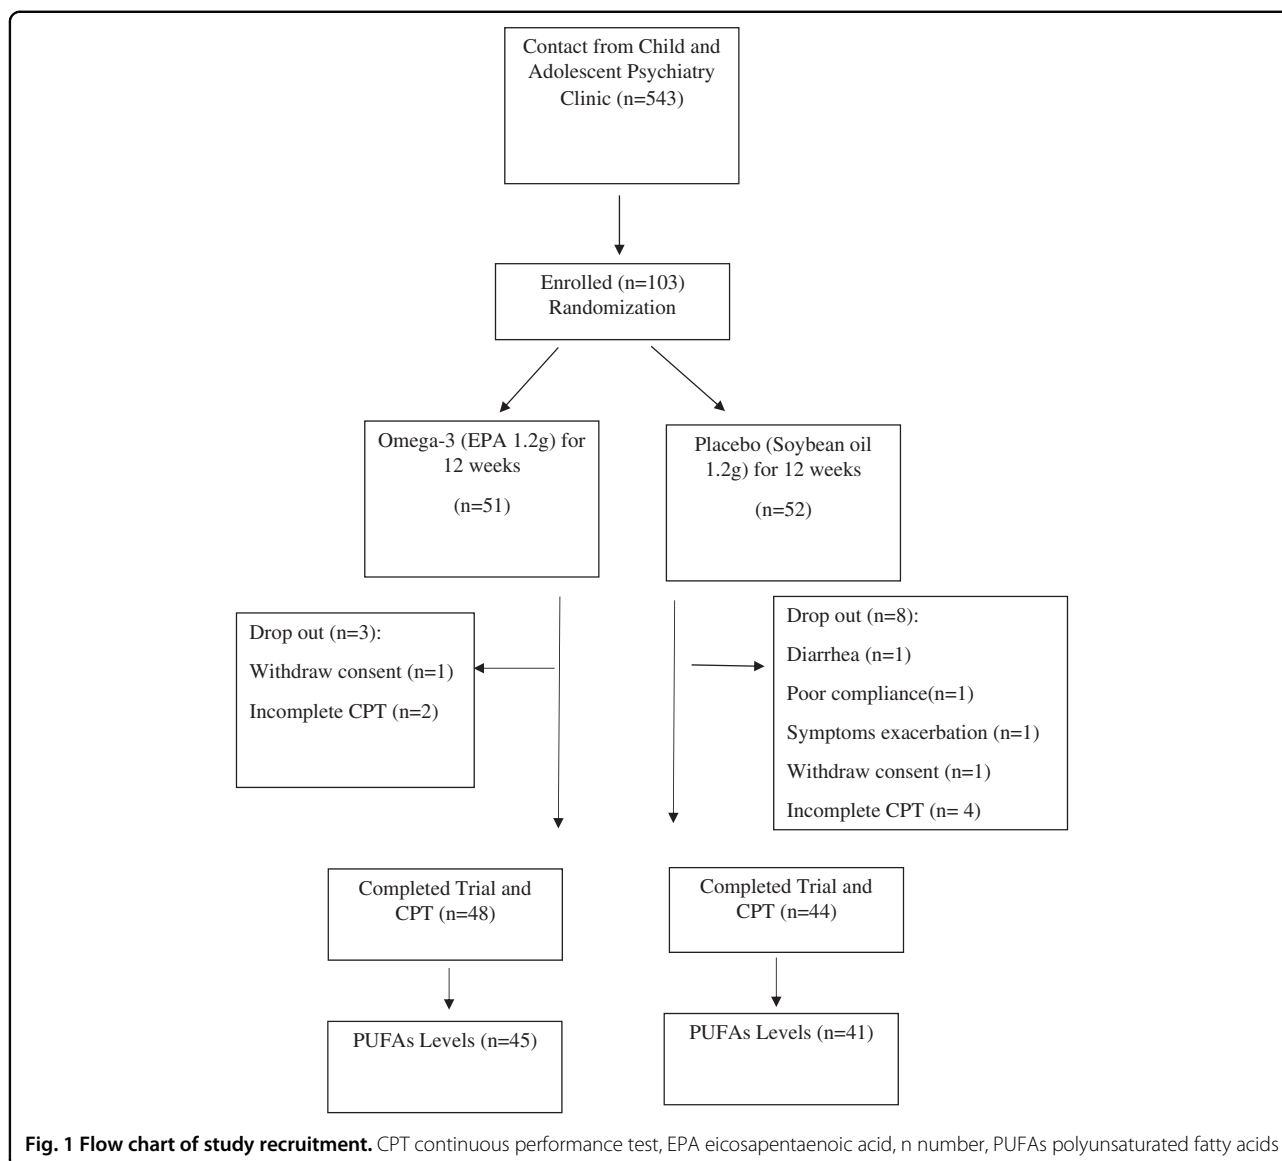 Contact from Child and
Adolescent Psychiatry
Clinic (n=543)
Enrolled (n=103)
Randomization
Omega-3 (EPA 1.2g) for
12 weeks
(n=51)
Placebo (Soybean oil
1.2g) for 12 weeks
(n=52)
Drop out (n=3):
Withdraw consent (n=1)
Incomplete CPT (n=2)
Drop out (n=8):
Diarrhea (n=1)
Poor compliance(n=1)
Symptoms exacerbation (n=1)
Withdraw consent (n=1)
Incomplete CPT (n= 4)
Completed Trial and
CPT (n=48)
Completed Trial and
CPT (n=44)
PUFAs Levels (n=45)
PUFAs Levels (n=41)
Fig. 1 Flow chart of study recruitment. CPT continuous performance test, EPA eicosapentaenoic acid, n number, PUFAs polyunsaturated fatty acids